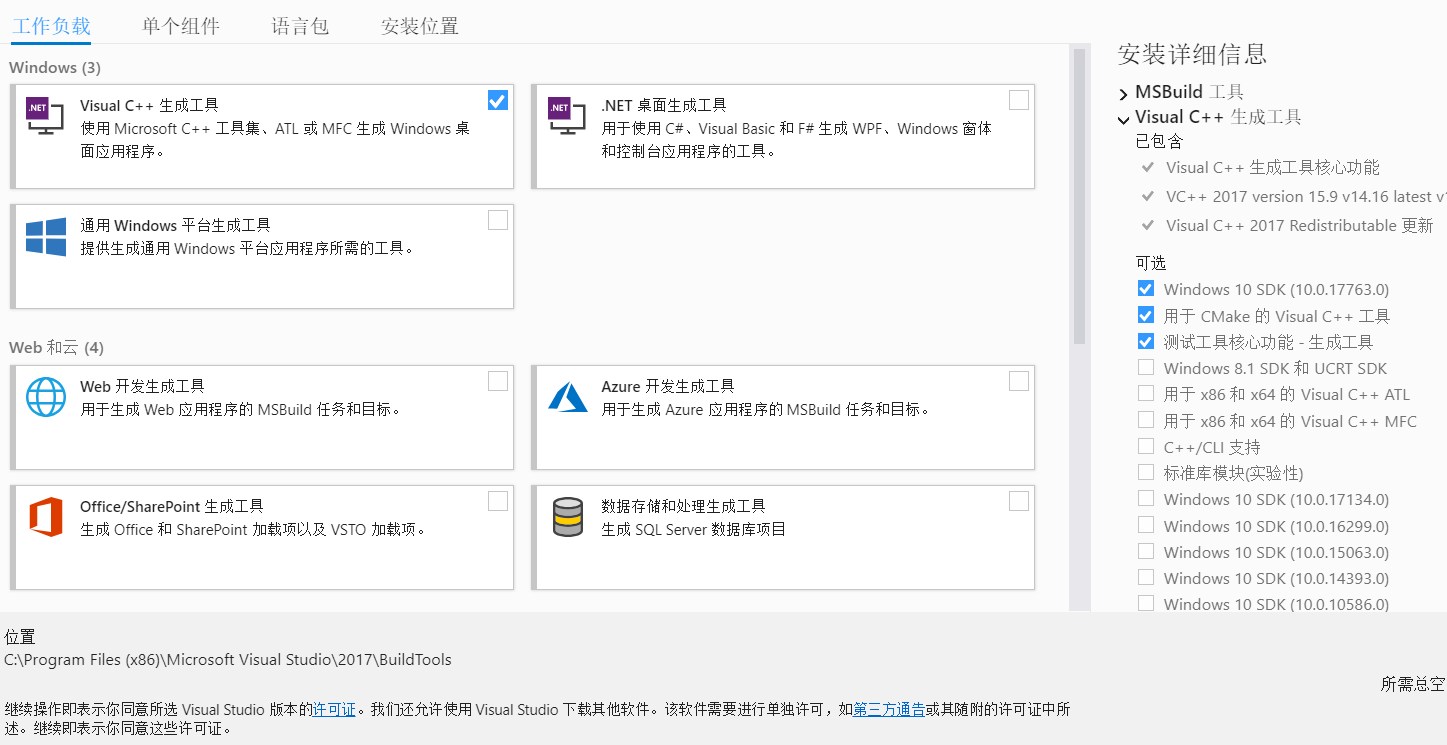 工作负载 单个组件 语言包 安装位置
Windows (3)
.NET
Visual C++ 生成工具
使用 Microsoft C++ 工具集、ATL 或 MFC 生成 Windows 桌
面应用程序。
.NET
.NET 桌面生成工具
用于使用 C#、Visual Basic 和 F# 生成 WPF、Windows 窗体
和控制台应用程序的工具。
通用 Windows 平台生成工具
提供生成通用 Windows 平台应用程序所需的工具。
Web 和云 (4)
Web 开发生成工具
用于生成 Web 应用程序的 MSBuild 任务和目标。
Azure 开发生成工具
用于生成 Azure 应用程序的 MSBuild 任务和目标。
Office/SharePoint 生成工具
生成 Office 和 SharePoint 加载项以及 VSTO 加载项。
数据存储和处理生成工具
生成 SQL Server 数据库项目
安装详细信息
MSBuild 工具
Visual C++ 生成工具
已包含
Visual C++ 生成工具核心功能
VC++ 2017 version 15.9 v14.16 latest v1
Visual C++ 2017 Redistributable 更新
可选
Windows 10 SDK (10.0.17763.0)
用于 CMake 的 Visual C++ 工具
测试工具核心功能 - 生成工具
Windows 8.1 SDK 和 UCRT SDK
用于 x86 和 x64 的 Visual C++ ATL
用于 x86 和 x64 的 Visual C++ MFC
C++/CLI 支持
标准库模块(实验性)
Windows 10 SDK (10.0.17134.0)
Windows 10 SDK (10.0.16299.0)
Windows 10 SDK (10.0.15063.0)
Windows 10 SDK (10.0.14393.0)
Windows 10 SDK (10.0.10586.0)
位置
C:\Program Files (x86)\Microsoft Visual Studio\2017\BuildTools
所需总空
继续操作即表示你同意所选 Visual Studio 版本的许可证。我们还允许使用 Visual Studio 下载其他软件。该软件需要进行单独许可，如第三方通告或其随附的许可证中所
述。继续即表示你同意这些许可证。